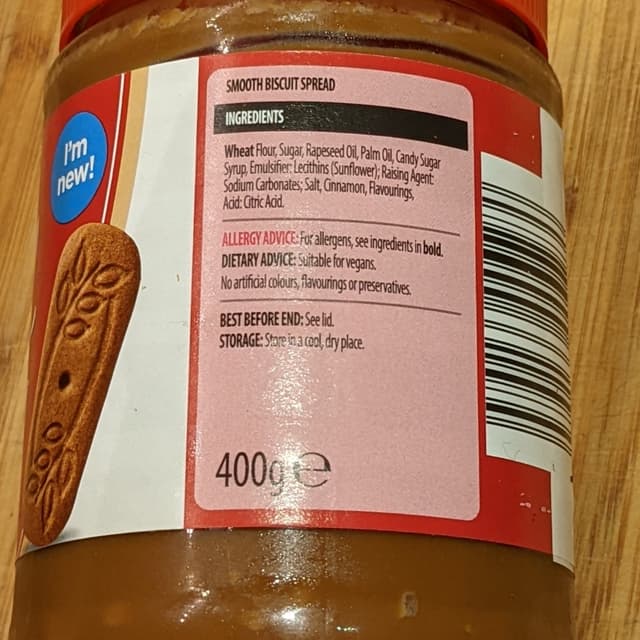 I'm
new!
SMOOTH BISCUIT SPREAD
INGREDIENTS
Wheat Flour, Sugar, Rapeseed Oil, Palm Oil, Candy Sugar
Syrup, Emulsifier: Lecithins (Sunflower); Raising Agent:
Sodium Carbonates; Salt, Cinnamon, Flavourings,
Acid: Citric Acid.
ALLERGY ADVICE: For allergens, see ingredients in bold.
DIETARY ADVICE: Suitable for vegans.
No artificial colours, flavourings or preservatives.
BEST BEFORE END: See lid.
STORAGE: Store in a cool, dry place.
400g ℮